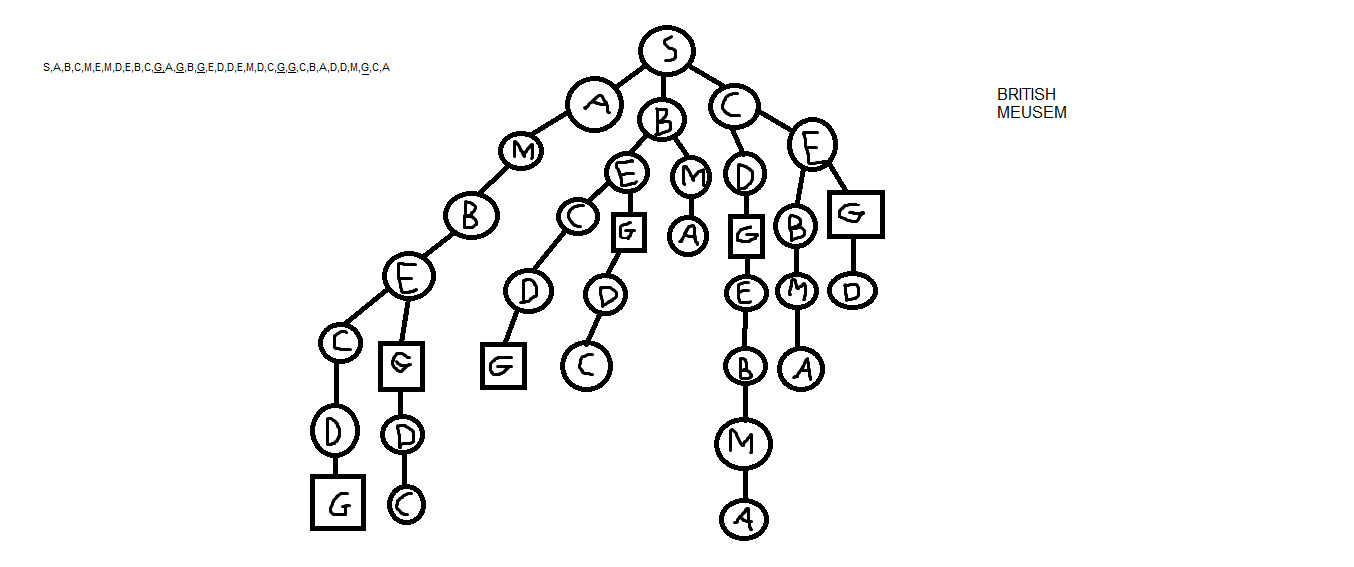 S,A,B,C,M,E,M,D,E,B,C,G,A,G,B,G,E,D,D,E,M,D,C,G,G,C,B,A,D,D,M,G,C,A
BRITISH
MEUSEM
S
A B C
M E M D E
B C G A G B G
E D D E M D
C G G C B A
D D M
G C A